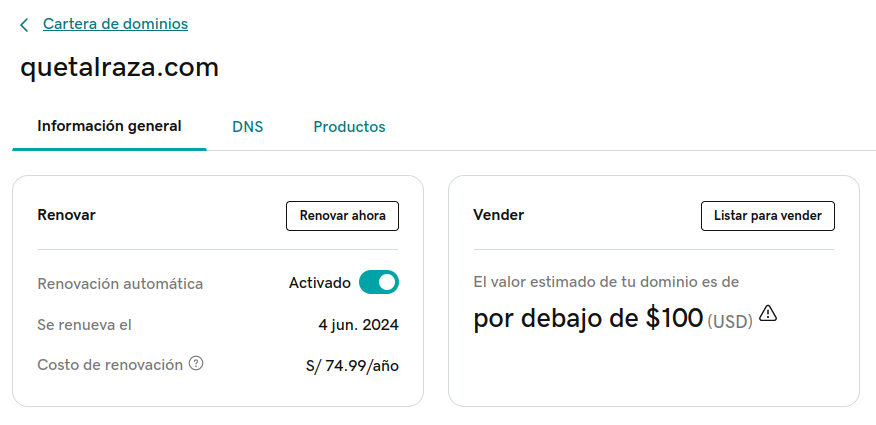 Cartera de dominios
quetalraza.com
Información general
DNS
Productos
Renovar
Renovar ahora
Renovación automática
Activado
Se renueva el
4 jun. 2024
Costo de renovación
S/ 74.99/año
Vender
Listar para vender
El valor estimado de tu dominio es de
por debajo de $100 (USD)